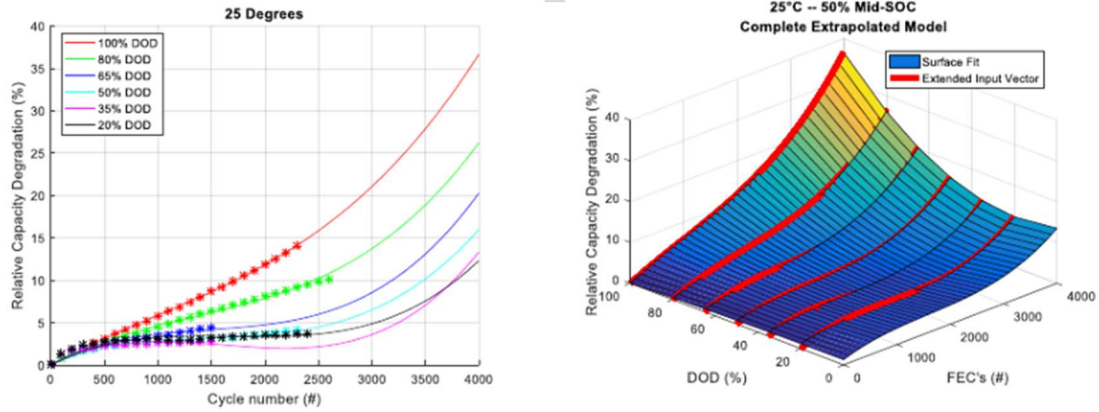 25 Degrees
Relative Capacity Degradation (%)
40
35
30
25
20
15
10
5
0
100% DOD
80% DOD
65% DOD
50% DOD
35% DOD
20% DOD
0
500
1000
1500
2000
2500
3000
3500
4000
Cycle number (#)
25°C -- 50% Mid-SOC
Complete Extrapolated Model
Surface Fit
Extended Input Vector
Relative Capacity Degradation (%)
40
30
20
10
0
100
80
60
40
20
0
DOD (%)
0
1000
2000
3000
4000
FEC's (#)